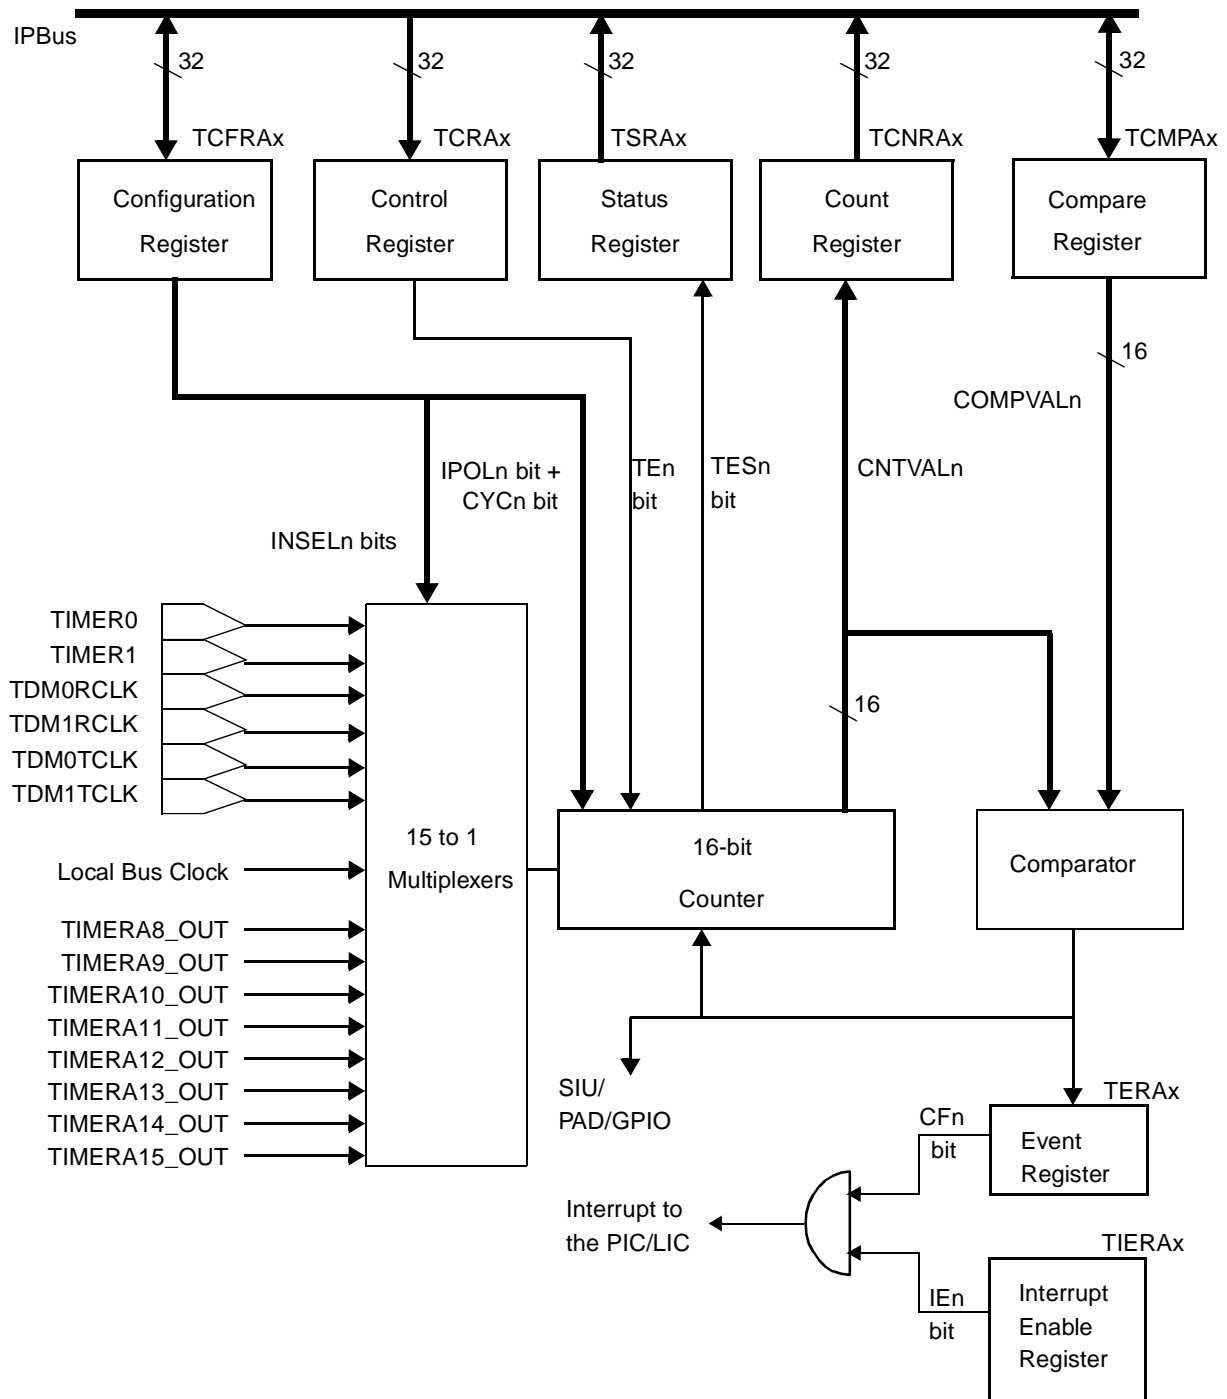 IPBus
32
32
32
32
32
TCFRAx
TCRAx
TSRAx
TCNRAx
TCMPAx
Configuration
Register
Control
Register
Status
Register
Count
Register
Compare
Register
16
COMPVALn
IPOLn bit +
CYCn bit
TEn
bit
TESn
bit
CNTVALn
INSELn bits
TIMER0
TIMER1
TDM0RCLK
TDM1RCLK
TDM0TCLK
TDM1TCLK
16
15 to 1
Multiplexers
16-bit
Counter
Comparator
Local Bus Clock
TIMERA8_OUT
TIMERA9_OUT
TIMERA10_OUT
TIMERA11_OUT
TIMERA12_OUT
TIMERA13_OUT
TIMERA14_OUT
TIMERA15_OUT
SIU/
PAD/GPIO
TERAx
CFn
bit
Event
Register
Interrupt to
the PIC/LIC
TIERAx
IEn
bit
Interrupt
Enable
Register